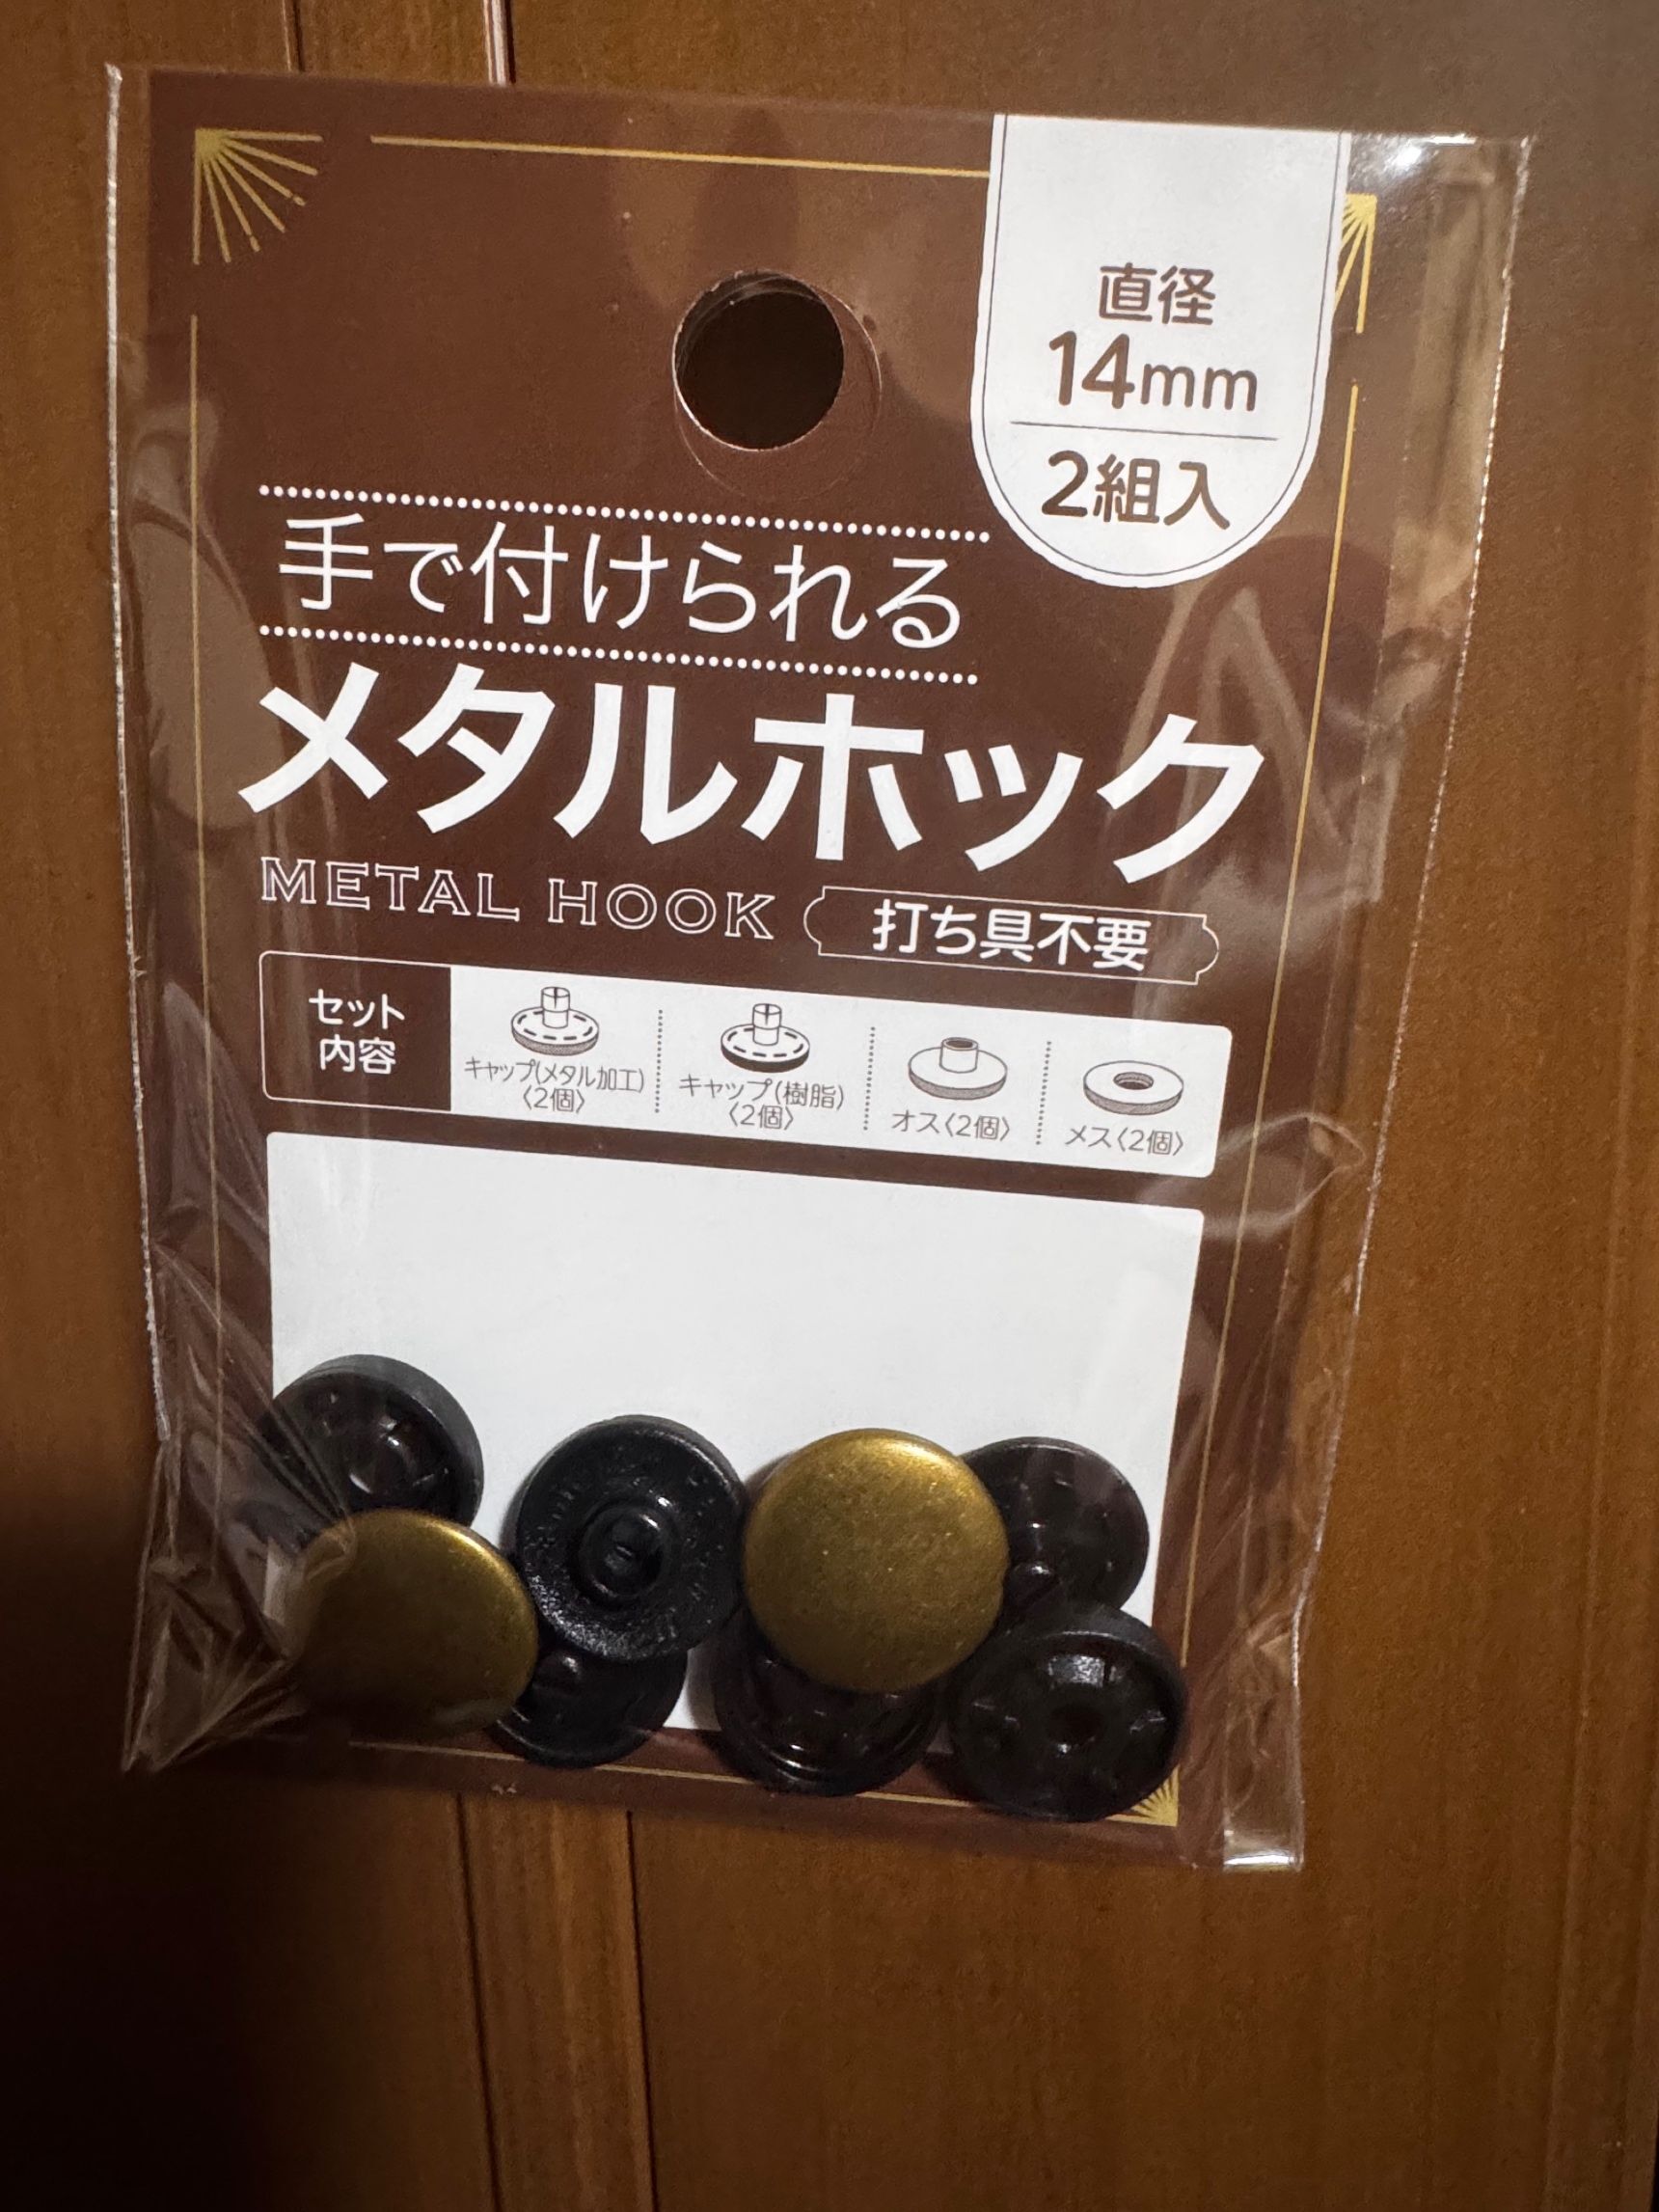 直径
14mm
2組入
手で付けられる
メタルホック
METAL HOOK
打ち具不要
セット
内容
キャップ(メタル加工)
〈2個〉
キャップ(樹脂)
〈2個〉
オス〈2個〉
メス〈2個〉